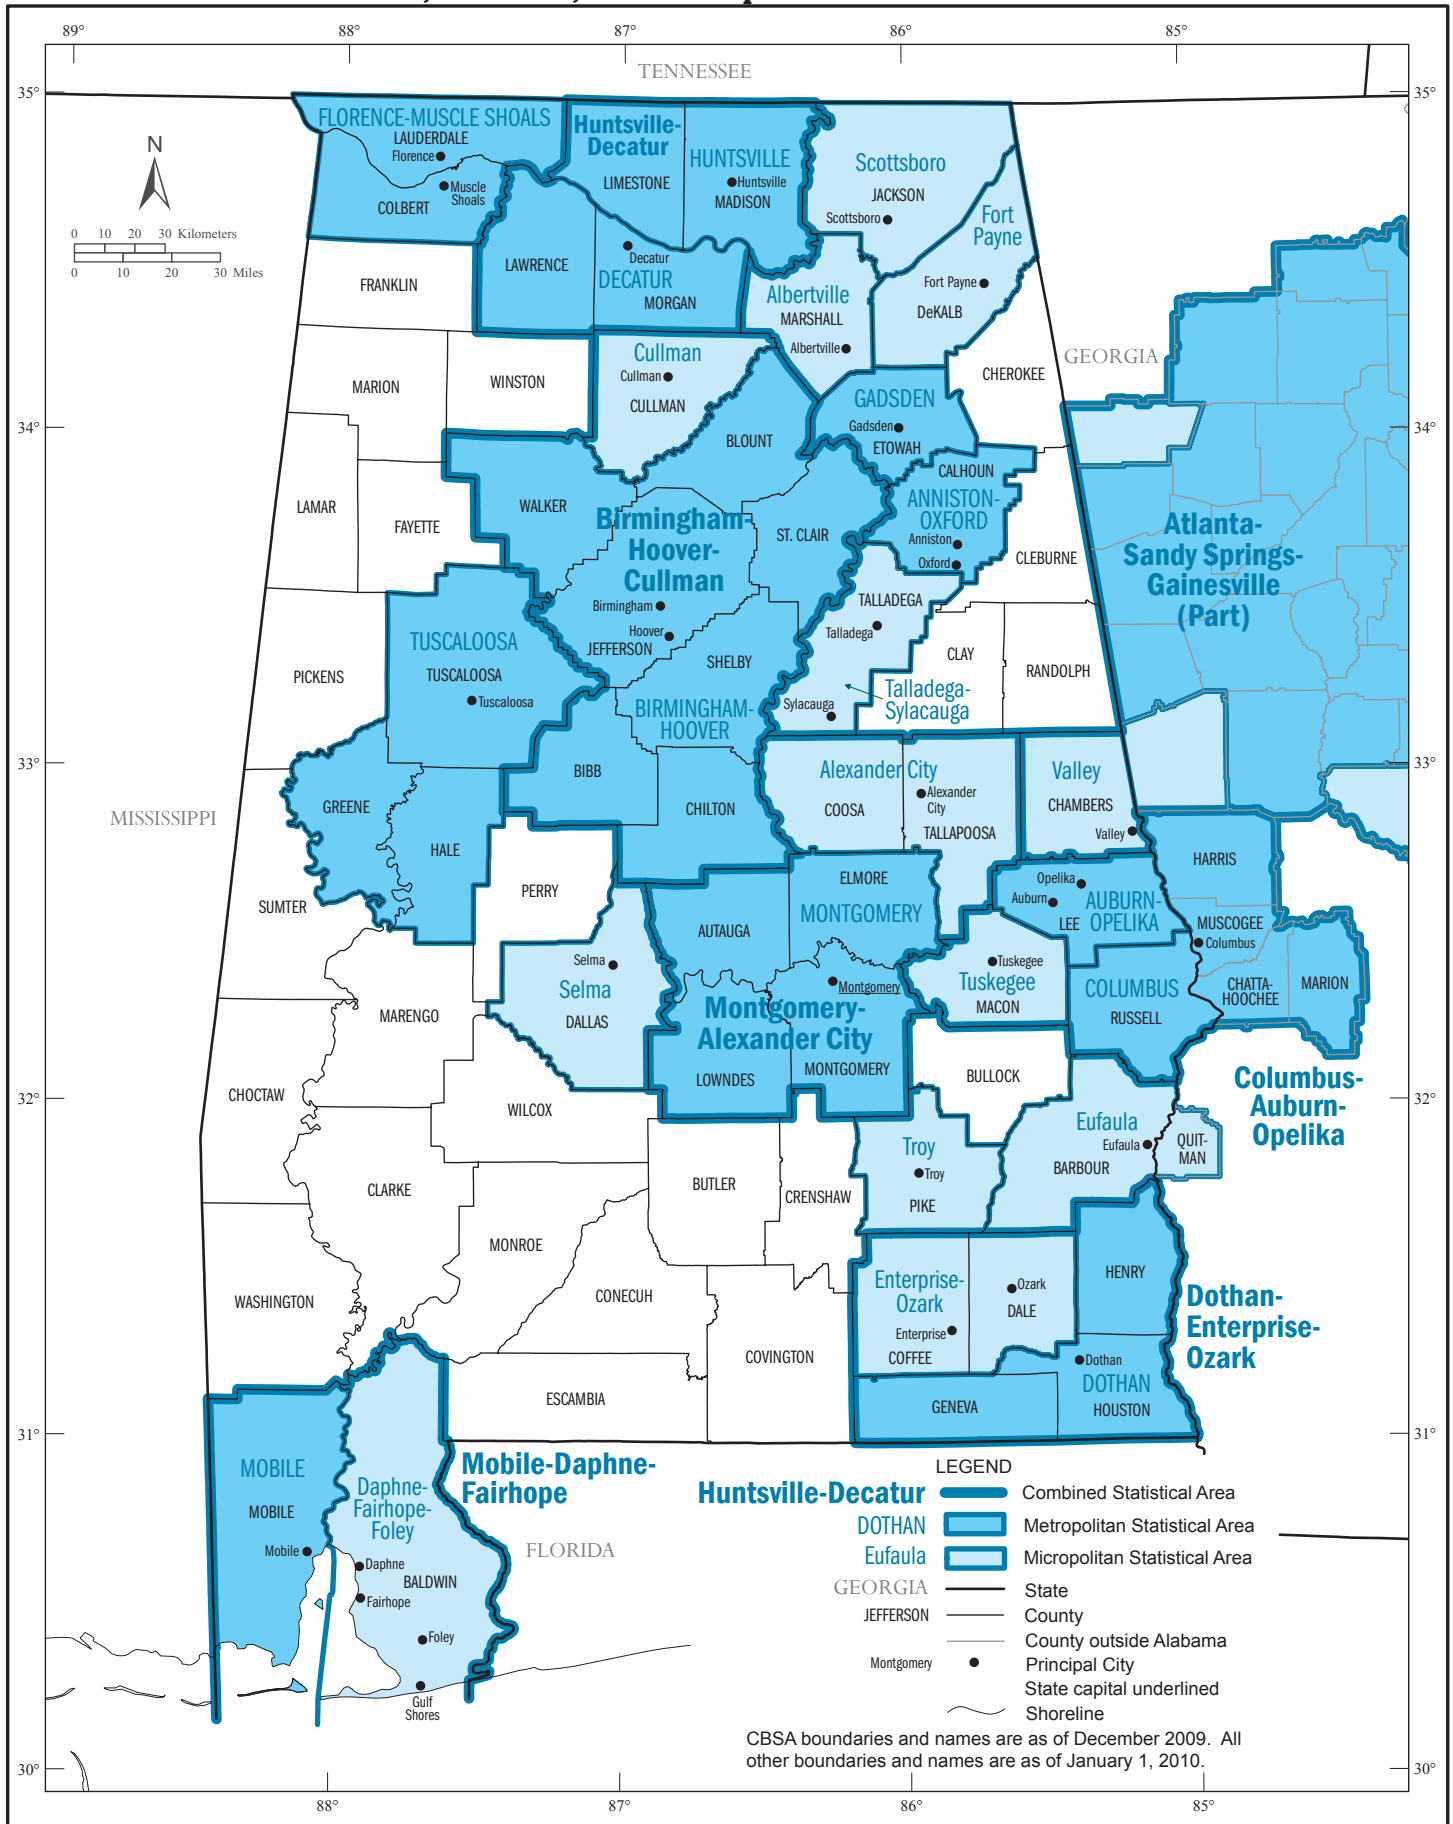 89°
88°
87°
86°
85°
TENNESSEE
35°
35°
FLORENCE-MUSCLE SHOALS
LAUDERDALE
Florence
Muscle
Shoals
COLBERT
Huntsville-
Decatur
HUNTSVILLE
LIMESTONE
Huntsville
MADISON
Scottsboro
JACKSON
Scottsboro
Fort
Payne
Fort Payne
DeKALB
N
0 10 20 30 Kilometers
0 10 20 30 Miles
FRANKLIN
LAWRENCE
Decatur
DECATUR
MORGAN
Albertville
MARSHALL
Albertville
Cullman
Cullman
CULLMAN
MARION
WINSTON
GEORGIA
CHEROKEE
34°
34°
GADSDEN
Gadsden
ETOWAH
BLOUNT
CALHOUN
ANNISTON-
OXFORD
Anniston
Oxford
LAMAR
FAYETTE
WALKER
Birmingham-
Hoover-
Cullman
ST. CLAIR
CLEBURNE
Atlanta-
Sandy Springs-
Gainesville
(Part)
Birmingham
Hoover
JEFFERSON
SHELBY
TALLADEGA
Talladega
CLAY
RANDOLPH
TUSCALOOSA
TUSCALOOSA
Tuscaloosa
PICKENS
BIRMINGHAM-
HOOVER
Sylacauga
Talladega-
Sylacauga
33°
33°
MISSISSIPPI
GREENE
HALE
BIBB
CHILTON
Alexander City
COOSA
Alexander
City
TALLAPOOSA
Valley
CHAMBERS
Valley
HARRIS
SUMTER
PERRY
AUTAUGA
ELMORE
MONTGOMERY
Opelika
Auburn
LEE
AUBURN-
OPELIKA
MUSCOGEE
Columbus
Selma
Selma
DALLAS
Montgomery
Montgomery-
Alexander City
Tuskegee
Tuskegee
MACON
COLUMBUS
RUSSELL
CHATTA-
HOOCHEE
MARION
MARENGO
LOWNDES
MONTGOMERY
BULLOCK
Columbus-
Auburn-
Opelika
32°
32°
CHOCTAW
WILCOX
Troy
Troy
PIKE
Eufaula
Eufaula
BARBOUR
QUIT-
MAN
CLARKE
BUTLER
CRENSHAW
MONROE
WASHINGTON
CONECUH
Enterprise-
Ozark
Enterprise
COFFEE
Ozark
DALE
HENRY
Dothan-
Enterprise-
Ozark
COVINGTON
ESCAMBIA
Dothan
DOTHAN
HOUSTON
GENEVA
31°
31°
MOBILE
MOBILE
Mobile
Daphne-
Fairhope-
Foley
Daphne
BALDWIN
Fairhope
Foley
Gulf
Shores
Mobile-Daphne-
Fairhope
FLORIDA
LEGEND
Huntsville-Decatur Combined Statistical Area
DOTHAN Metropolitan Statistical Area
Eufaula Micropolitan Statistical Area
GEORGIA State
JEFFERSON County
County outside Alabama
Montgomery Principal City
State capital underlined
Shoreline
CBSA boundaries and names are as of December 2009. All
other boundaries and names are as of January 1, 2010.
30°
30°
88°
87°
86°
85°